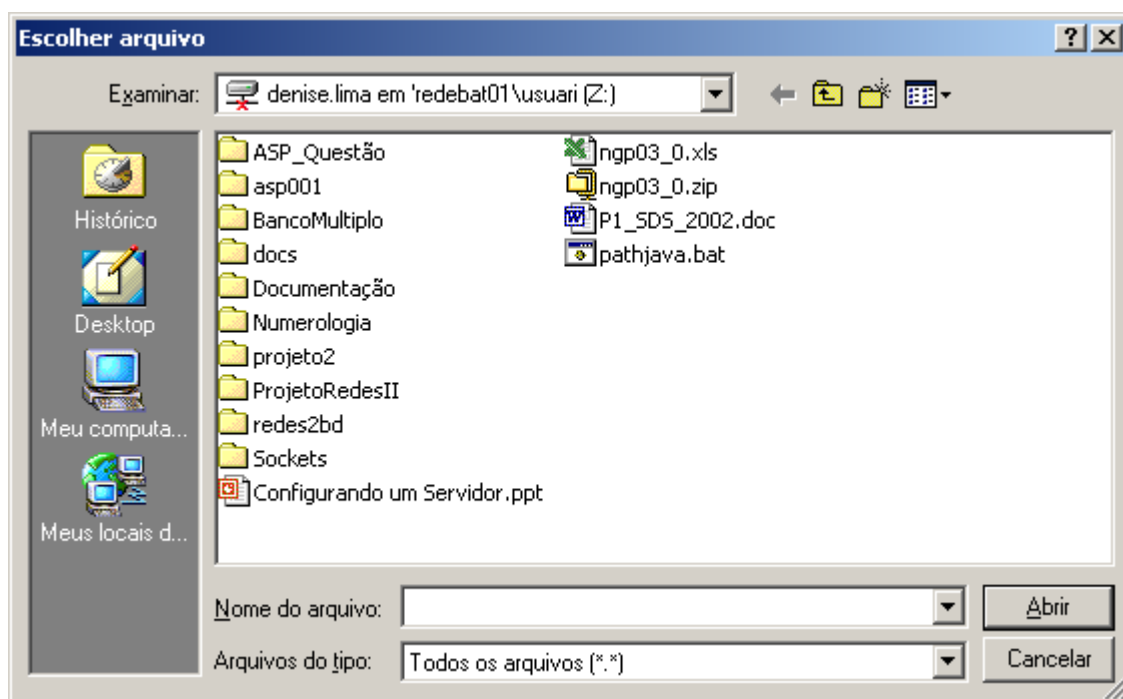 Escolher arquivo
Examinar:
denise.lima em 'redebat01\usuari (Z:)
Histórico
Desktop
Meu computa...
Meus locais d...
ASP_Questão
asp001
BancoMultiplo
docs
Documentação
Numerologia
projeto2
ProjetoRedesII
redes2bd
Sockets
Configurando um Servidor.ppt
ngp03_0.xls
ngp03_0.zip
P1_SDS_2002.doc
pathjava.bat
Nome do arquivo:
Abrir
Arquivos do tipo:
Todos os arquivos (*.*)
Cancelar